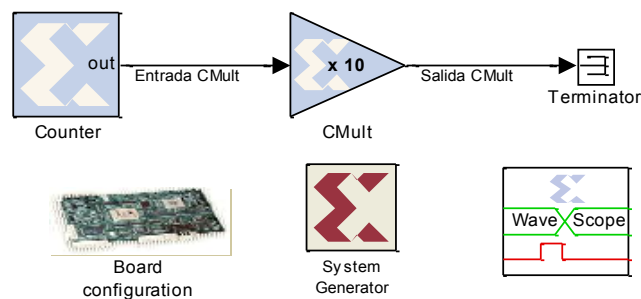 out
Entrada CMult
x 10
Salida CMult
Counter
CMult
Terminator
Board
configuration
System
Generator
Wave Scope